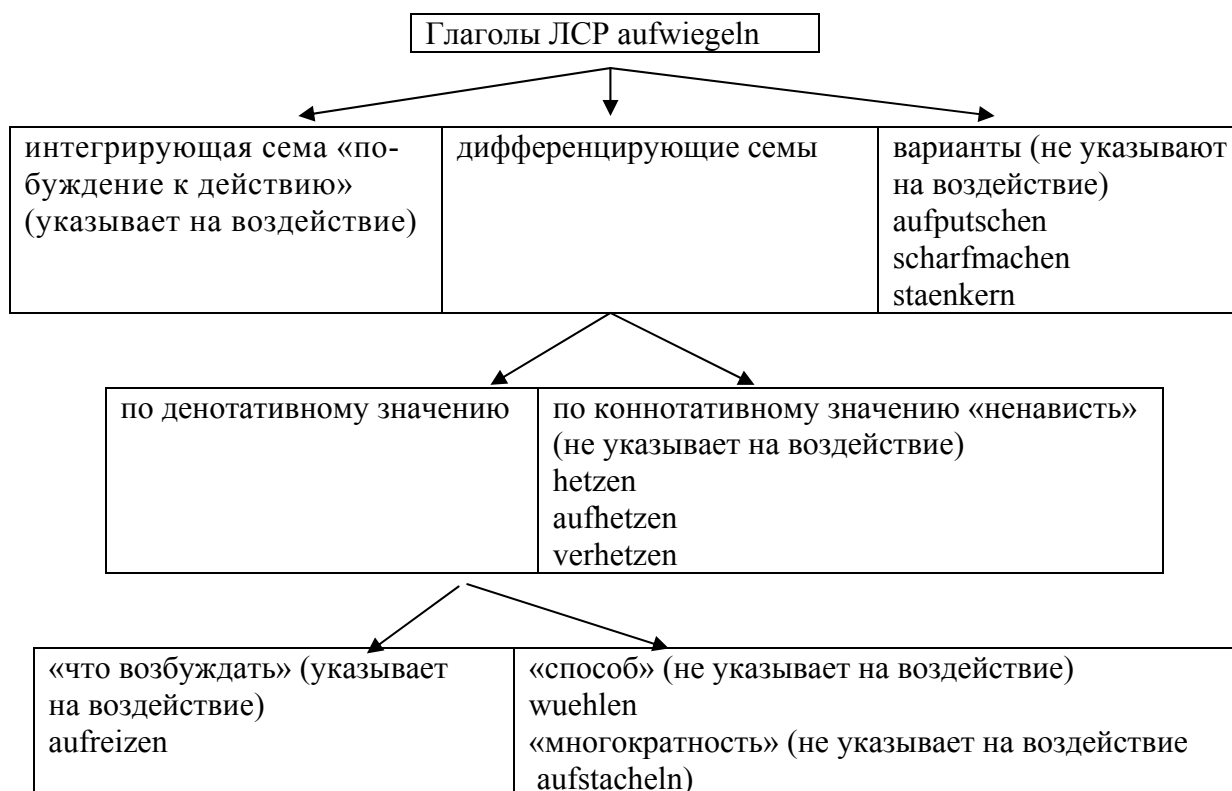 Глаголы ЛСР aufwiegeln
интегрирующая сема «по-
буждение к действию»
(указывает на воздействие)
дифференцирующие семы
варианты (не указывают
на воздействие)
aufputschen
scharfmachen
staenkern
по денотативному значению
по коннотативному значению «ненависть»
(не указывает на воздействие)
hetzen
aufhetzen
verhetzen
«что возбуждать» (указывает
на воздействие)
aufreizen
«способ» (не указывает на воздействие)
wuehlen
«многократность» (не указывает на воздействие
aufstacheln)